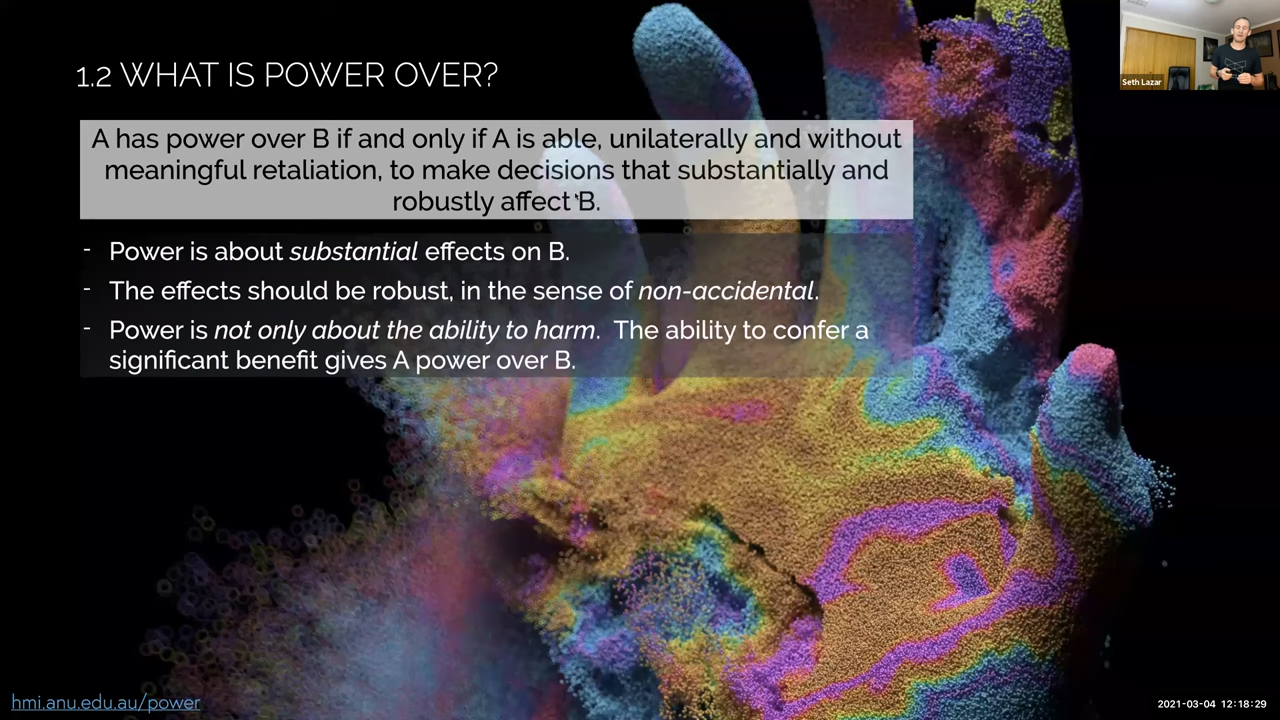 Seth Lazar
1.2 WHAT IS POWER OVER?
A has power over B if and only if A is able, unilaterally and without
meaningful retaliation, to make decisions that substantially and
robustly affect B.
- Power is about substantial effects on B.
- The effects should be robust, in the sense of non-accidental.
- Power is not only about the ability to harm. The ability to confer a
significant benefit gives A power over B.
hmi.anu.edu.au/power
2021-03-04 12:18:29